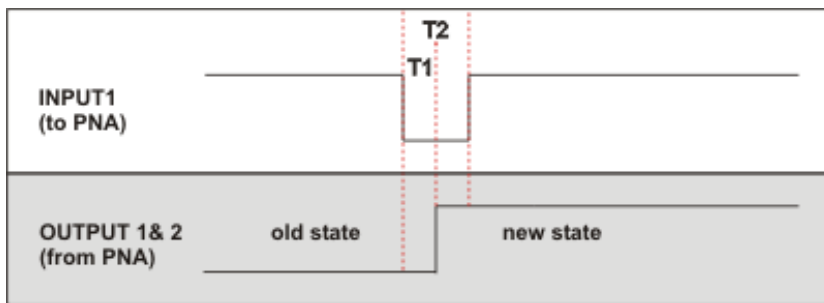 T2
T1
INPUT1
(to PNA)
OUTPUT 1& 2
(from PNA)
old state
new state